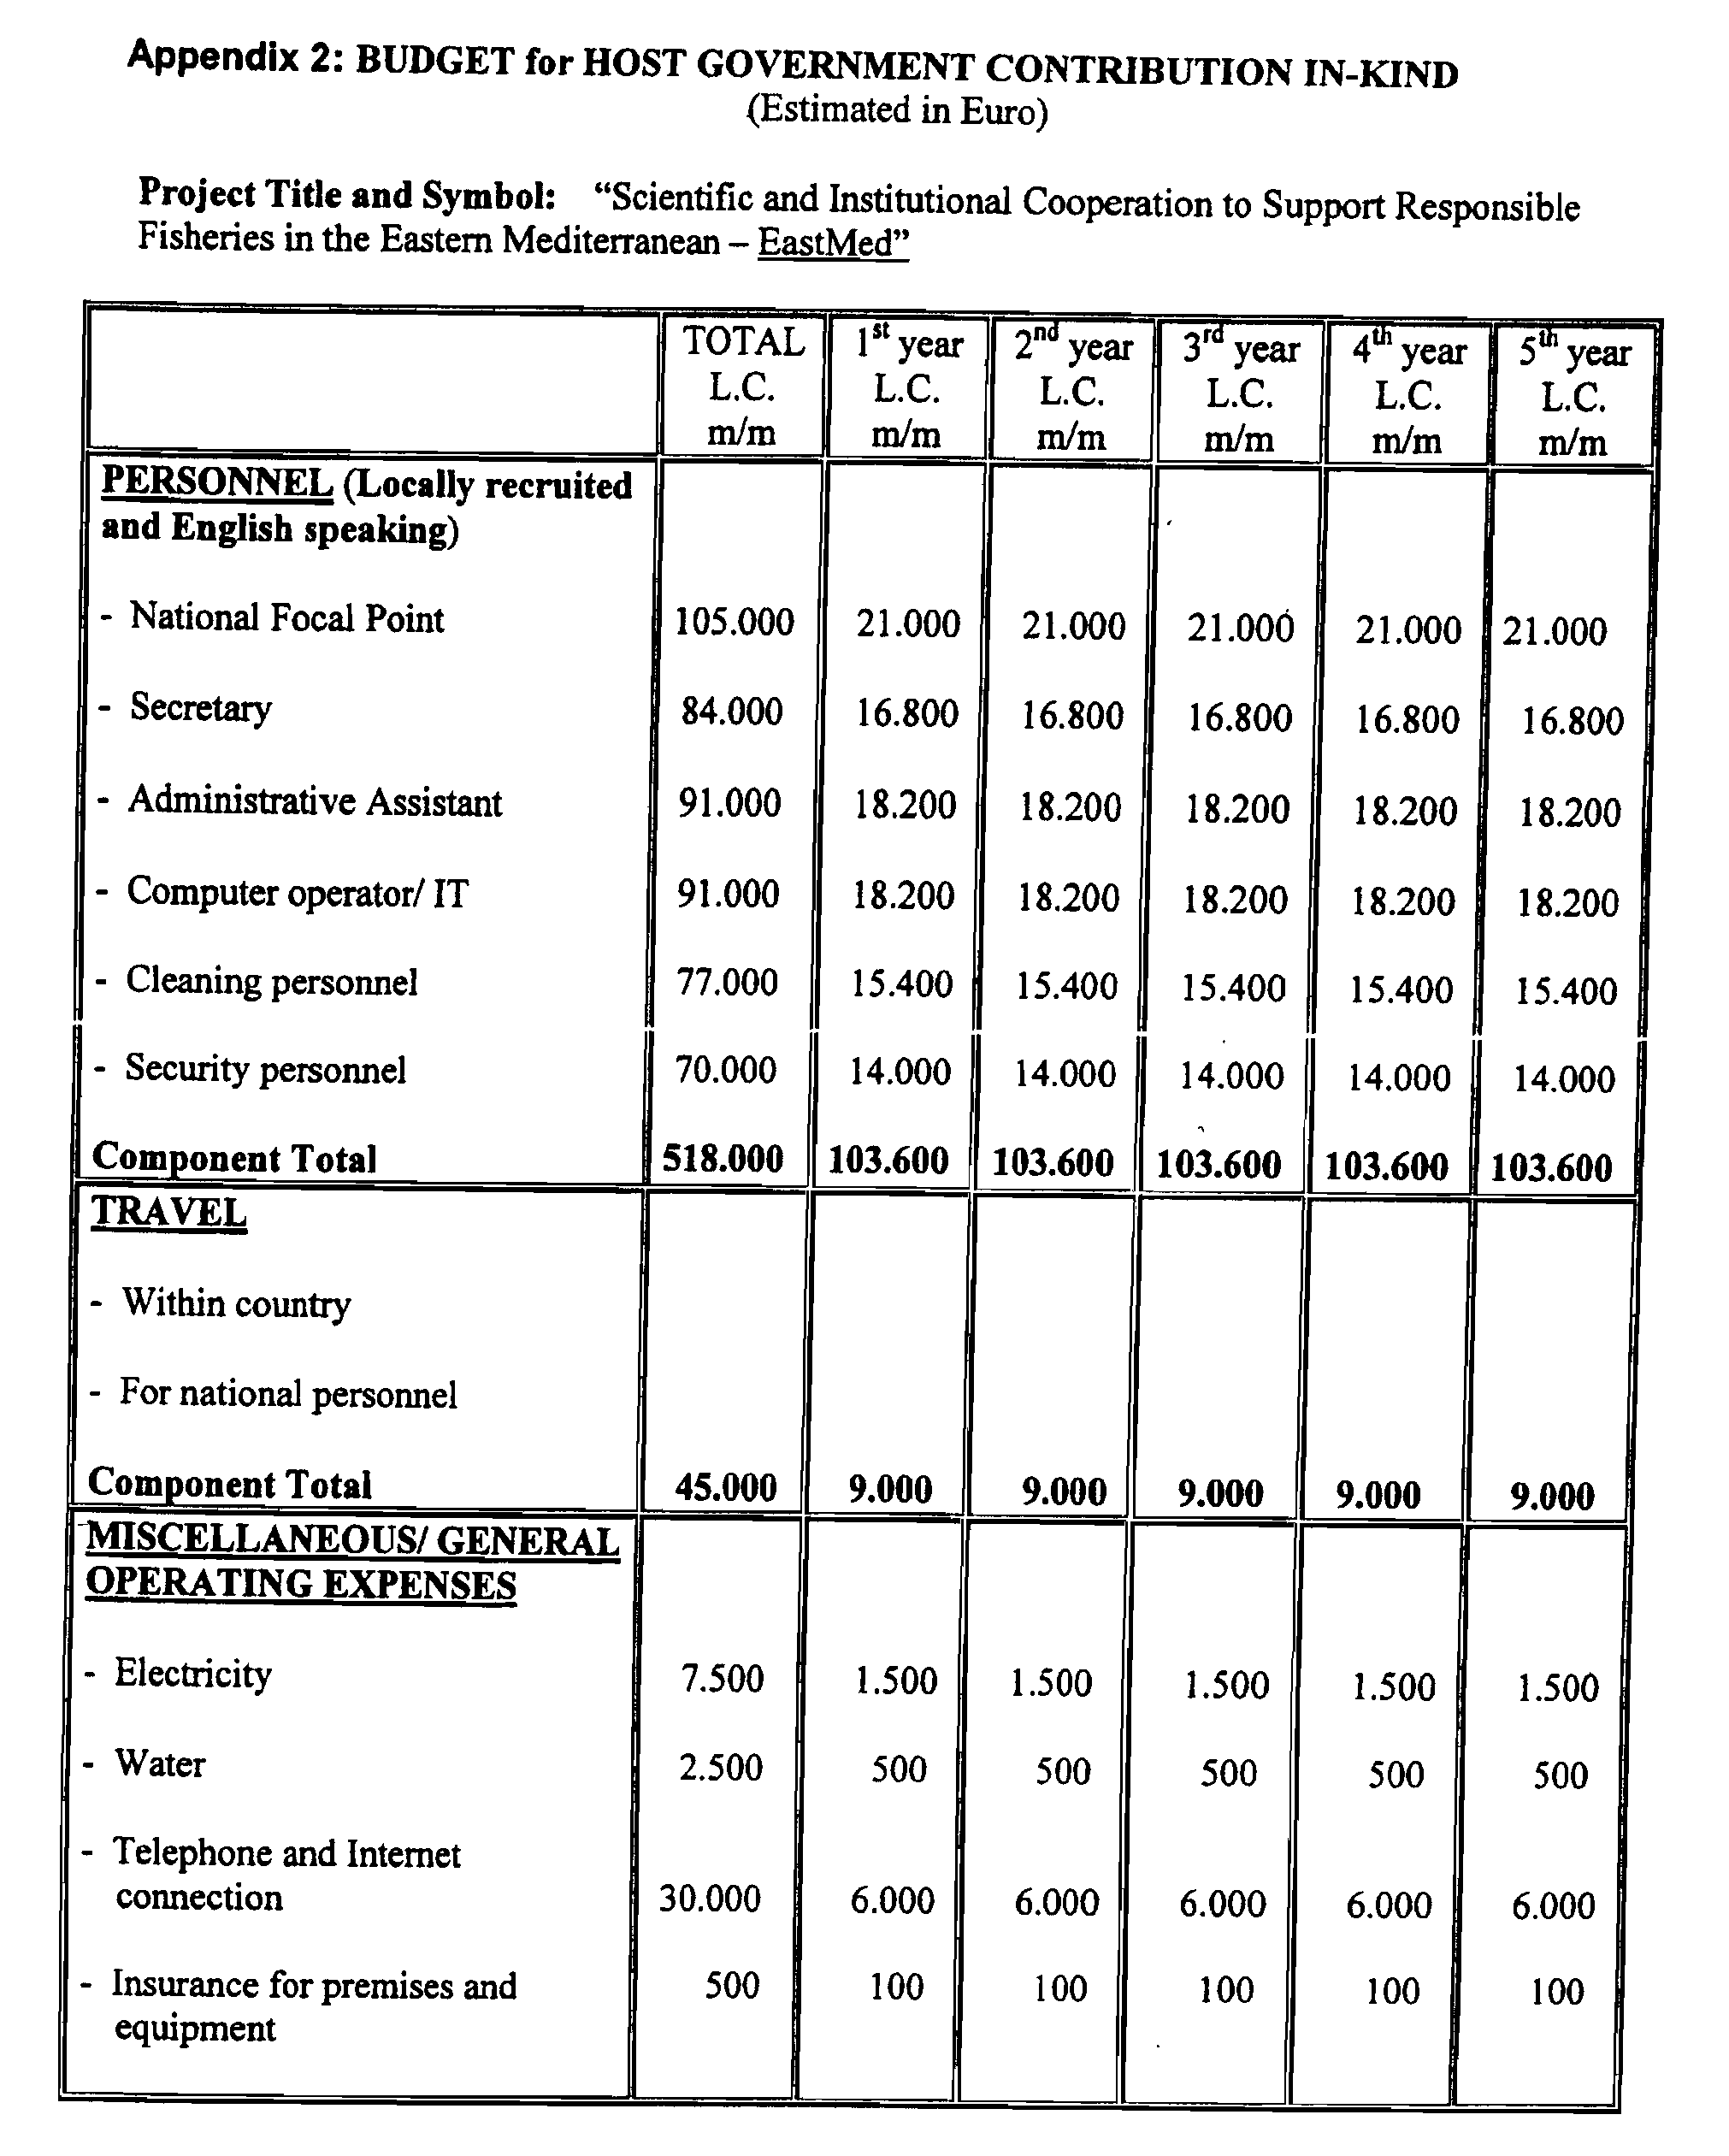 Appendix 2: BUDGET for HOST GOVERNMENT CONTRIBUTION IN-KIND
(Estimated in Euro)
Project Title and Symbol: “Scientific and Institutional Cooperation to Support Responsible
Fisheries in the Eastern Mediterranean – EastMed”
TOTAL 1st year 2nd year 3rd year 4th year 5th year
L.C. L.C. L.C. L.C. L.C. L.C.
m/m m/m m/m m/m m/m m/m
PERSONNEL (Locally recruited
and English speaking)
- National Focal Point 105.000 21.000 21.000 21.000 21.000 21.000
- Secretary 84.000 16.800 16.800 16.800 16.800 16.800
- Administrative Assistant 91.000 18.200 18.200 18.200 18.200 18.200
- Computer operator/ IT 91.000 18.200 18.200 18.200 18.200 18.200
- Cleaning personnel 77.000 15.400 15.400 15.400 15.400 15.400
- Security personnel 70.000 14.000 14.000 14.000 14.000 14.000
Component Total 518.000 103.600 103.600 103.600 103.600 103.600
TRAVEL
- Within country
- For national personnel
Component Total 45.000 9.000 9.000 9.000 9.000 9.000
MISCELLANEOUS/ GENERAL
OPERATING EXPENSES
- Electricity 7.500 1.500 1.500 1.500 1.500 1.500
- Water 2.500 500 500 500 500 500
- Telephone and Internet
connection 30.000 6.000 6.000 6.000 6.000 6.000
- Insurance for premises and 500 100 100 100 100 100
equipment